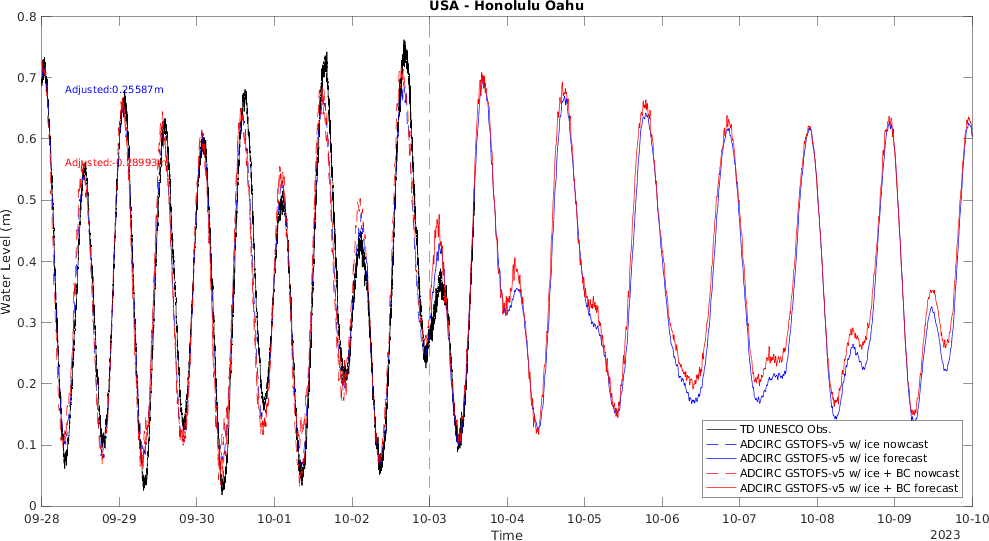 USA - Honolulu Oahu
0.8
0.7
0.6
0.5
0.4
0.3
0.2
0.1
0
Water Level (m)
Adjusted:0.25587m
Adjusted:-0.28993m
TD UNESCO Obs.
ADCIRC GSTOFS-v5 w/ ice nowcast
ADCIRC GSTOFS-v5 w/ ice forecast
ADCIRC GSTOFS-v5 w/ ice + BC nowcast
ADCIRC GSTOFS-v5 w/ ice + BC forecast
09-28 09-29 09-30 10-01 10-02 10-03 10-04 10-05 10-06 10-07 10-08 10-09 10-10
Time
2023